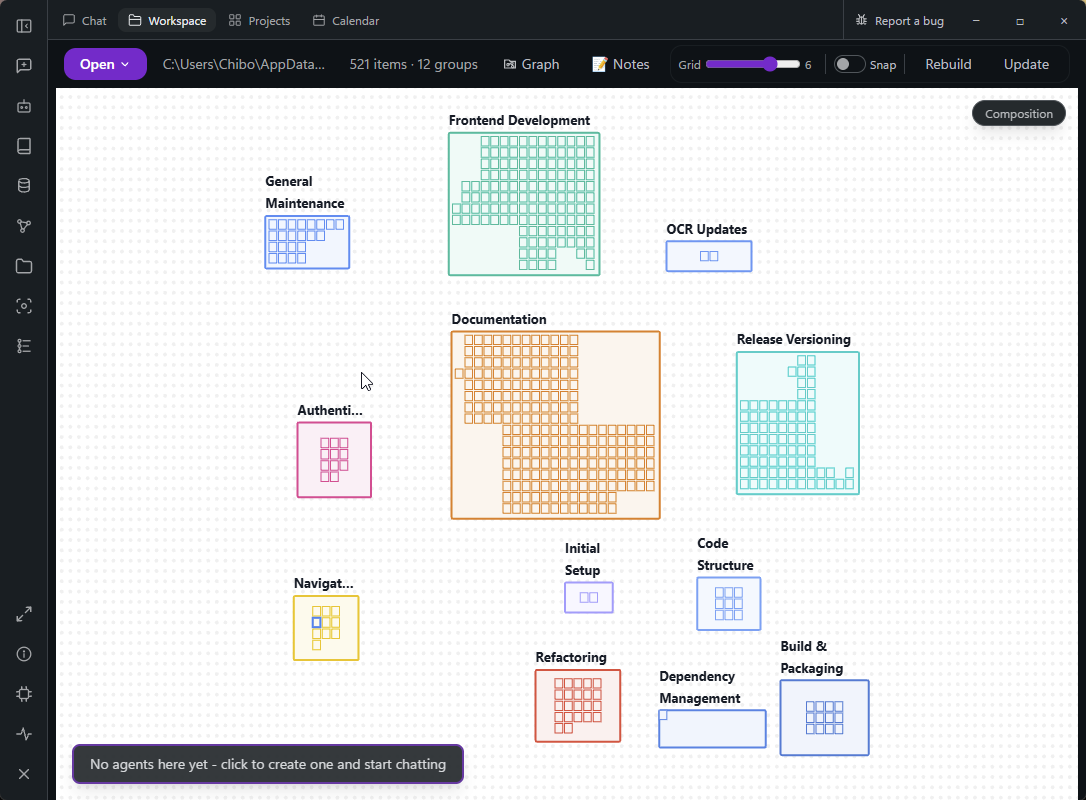 Chat
Workspace
Projects
Calendar
Report a bug
Open
C:\Users\Chibo\AppData...
521 items · 12 groups
Graph
Notes
Grid
6
Snap
Rebuild
Update
Composition
Frontend Development
General
Maintenance
OCR Updates
Documentation
Release Versioning
Authenti...
Initial
Setup
Code
Structure
Navigat...
Build &
Packaging
Refactoring
Dependency
Management
No agents here yet - click to create one and start chatting